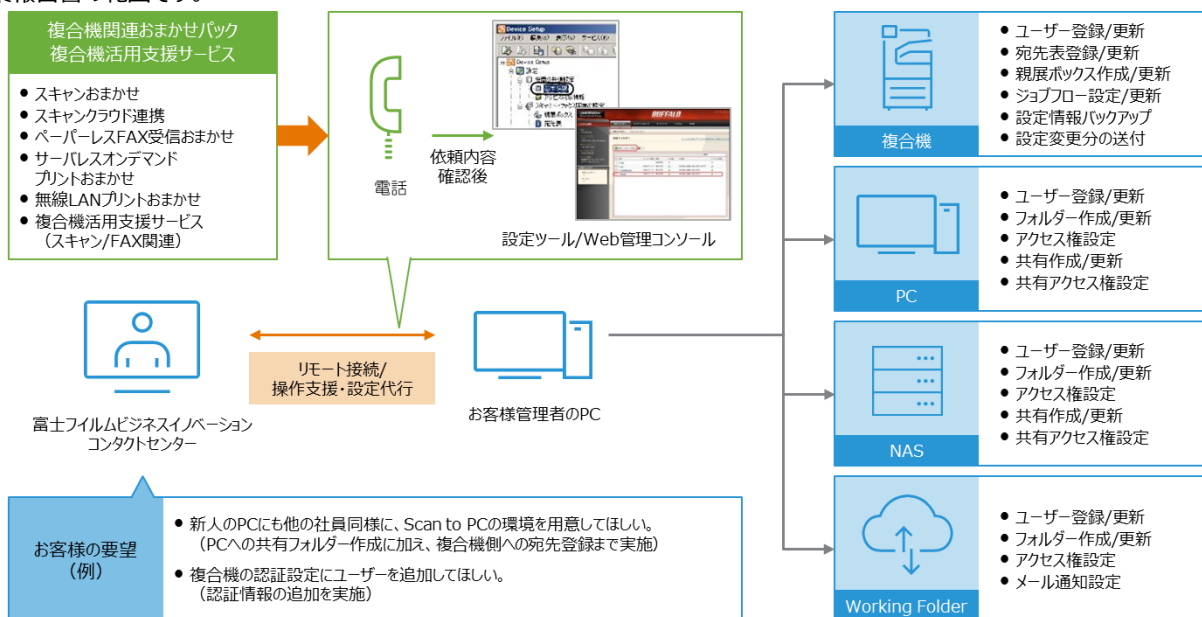 複合機関連おまかせパック
複合機活用支援サービス
● スキャンおまかせ
● スキャンクラウド連携
● ペーパーレスFAX受信おまかせ
● サーバレスオンデマンド
プリントおまかせ
● 無線LANプリントおまかせ
● 複合機活用支援サービス
（スキャン/FAX関連）
電話
依頼内容
確認後
Device Setup
BUFFALO
設定ツール/Web管理コンソール
富士フイルムビジネスイノベーション
コンタクトセンター
リモート接続/
操作支援・設定代行
お客様管理者のPC
お客様の要望
（例）
● 新人のPCにも他の社員同様に、Scan to PCの環境を用意してほしい。
（PCへの共有フォルダー作成に加え、複合機側への宛先登録まで実施）
● 複合機の認証設定にユーザーを追加してほしい。
（認証情報の追加を実施）
複合機
● ユーザー登録/更新
● 宛先表登録/更新
● 親展ボックス作成/更新
● ジョブフロー設定/更新
● 設定情報バックアップ
● 設定変更分の送付
PC
● ユーザー登録/更新
● フォルダー作成/更新
● アクセス権設定
● 共有作成/更新
● 共有アクセス権設定
NAS
● ユーザー登録/更新
● フォルダー作成/更新
● アクセス権設定
● 共有作成/更新
● 共有アクセス権設定
Working Folder
● ユーザー登録/更新
● フォルダー作成/更新
● アクセス権設定
● メール通知設定